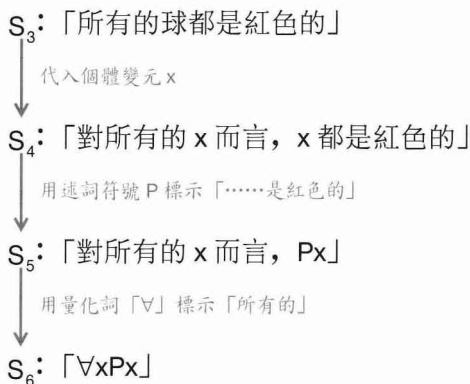 S₃：「所有的球都是紅色的」
代入個體變元 x
S₄：「對所有的 x 而言，x 都是紅色的」
用述詞符號 P 標示「……是紅色的」
S₅：「對所有的 x 而言，Px」
用量化詞「∀」標示「所有的」
S₆：「∀xPx」